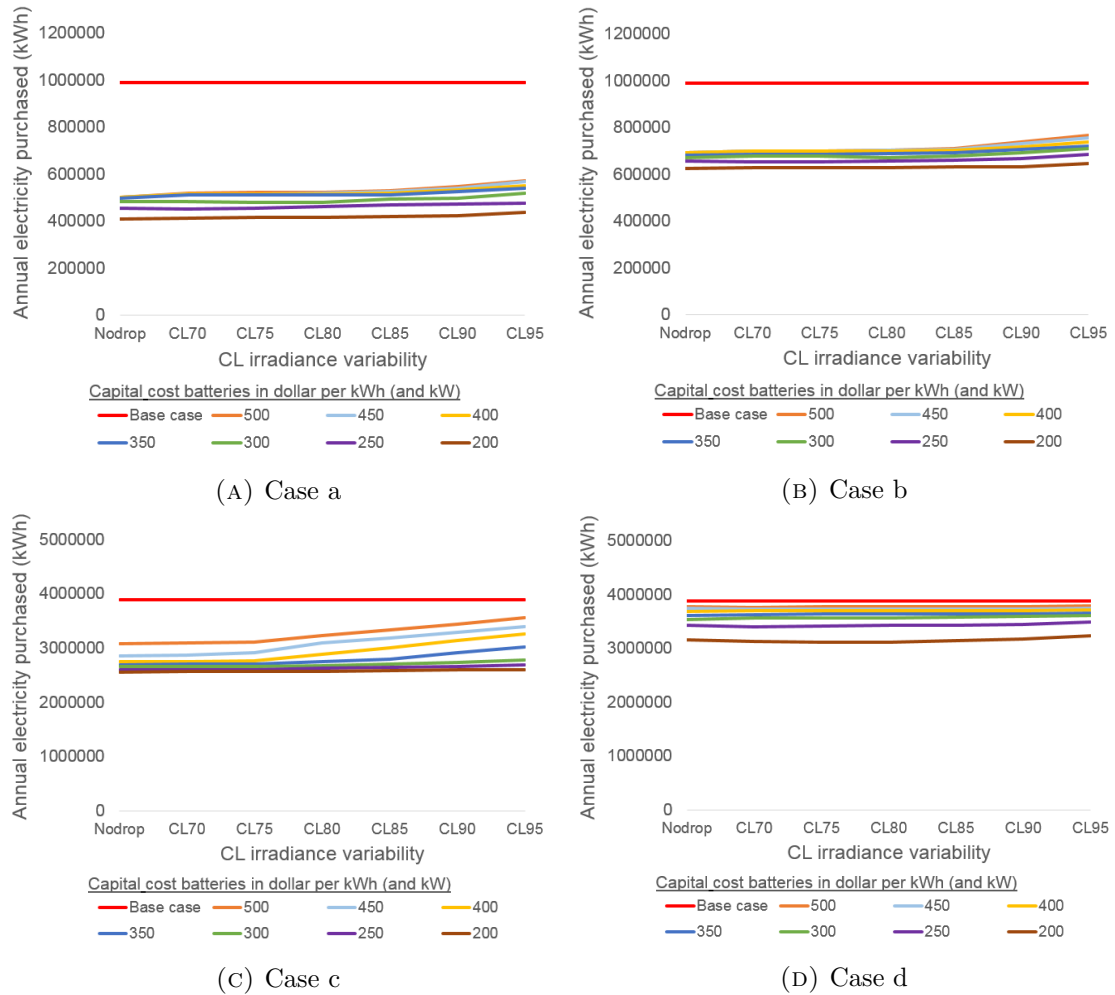 Annual electricity purchased (kWh)
1200000
1000000
800000
600000
400000
200000
0
Nodrop CL70 CL75 CL80 CL85 CL90 CL95
CL irradiance variability
Capital cost batteries in dollar per kWh (and kW)
Base case 500 450 400
350 300 250 200
(A) Case a
Annual electricity purchased (kWh)
1200000
1000000
800000
600000
400000
200000
0
Nodrop CL70 CL75 CL80 CL85 CL90 CL95
CL irradiance variability
Capital cost batteries in dollar per kWh (and kW)
Base case 500 450 400
350 300 250 200
(B) Case b
Annual electricity purchased (kWh)
5000000
4000000
3000000
2000000
1000000
0
Nodrop CL70 CL75 CL80 CL85 CL90 CL95
CL irradiance variability
Capital cost batteries in dollar per kWh (and kW)
Base case 500 450 400
350 300 250 200
(C) Case c
Annual electricity purchased (kWh)
5000000
4000000
3000000
2000000
1000000
0
Nodrop CL70 CL75 CL80 CL85 CL90 CL95
CL irradiance variability
Capital cost batteries in dollar per kWh (and kW)
Base case 500 450 400
350 300 250 200
(D) Case d